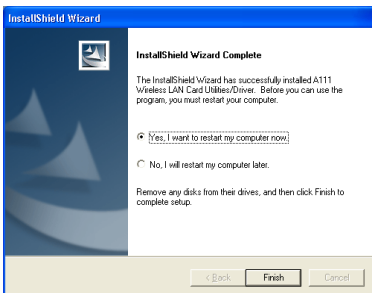 InstallShield Wizard
InstallShield Wizard Complete
The InstallShield Wizard has successfully installed A111
Wireless LAN Card Utilities/Driver. Before you can use the
program, you must restart your computer.
Yes, I want to restart my computer now.
No, I will restart my computer later.
Remove any disks from their drives, and then click Finish to
complete setup.
< Back
Finish
Cancel